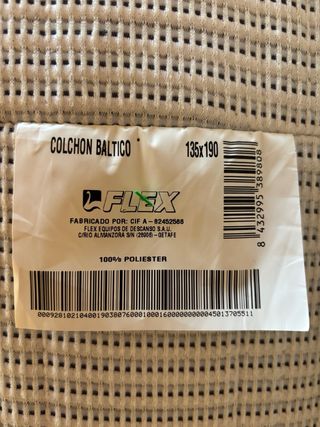 COLCHON BALTICO * 135x190
FLEX
FABRICADO POR: CIF A-82452566
FLEX EQUIPOS DE DESCANSO S.A.U.
C/RIO ALMANZORA S/N (28906) -GETAFE
100% POLIESTER
8 432995 389808